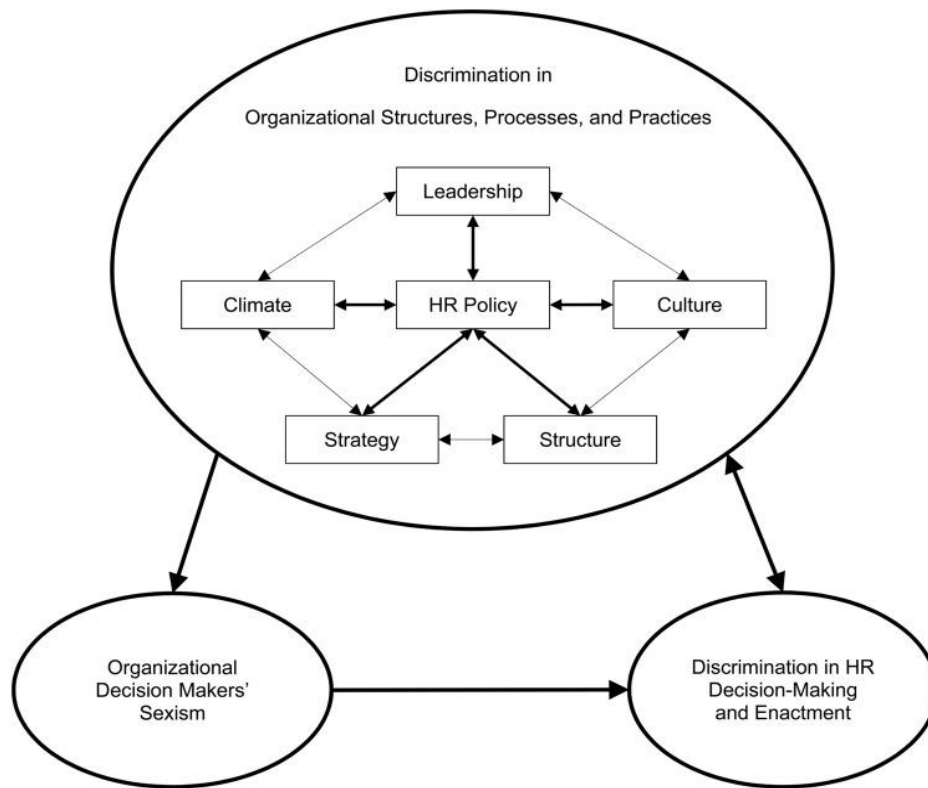 Discrimination in
Organizational Structures, Processes, and Practices
Leadership
Climate
HR Policy
Culture
Strategy
Structure
Organizational
Decision Makers’
Sexism
Discrimination in HR
Decision-Making
and Enactment